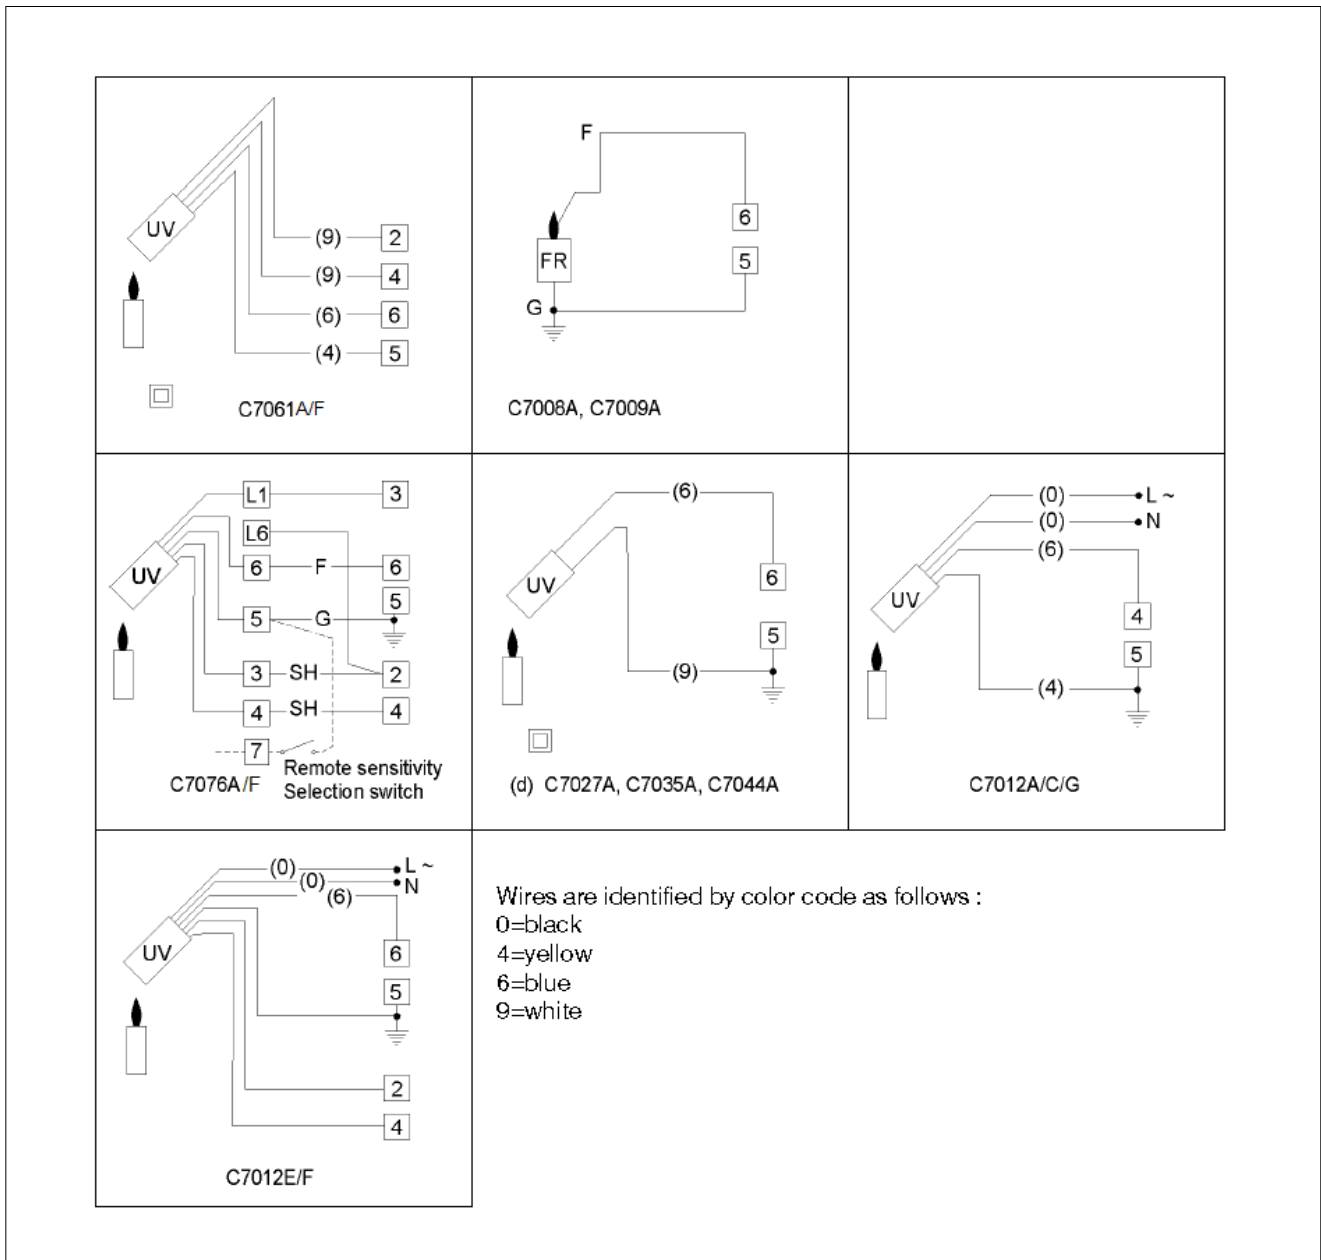 UV
(9) 2
(9) 4
(6) 6
(4) 5
C7061A/F
F
6
5
FR
G
C7008A, C7009A
L1 3
L6
UV
6 F 6
5
5 G
3 SH 2
4 SH 4
7
Remote sensitivity
Selection switch
C7076A/F
(6)
UV
6
5
(9)
(d) C7027A, C7035A, C7044A
(0) L ~
(0) N
(6)
UV
4
5
(4)
C7012A/C/G
(0) L ~
(0) N
(6)
UV
6
5
2
4
C7012E/F
Wires are identified by color code as follows :
0=black
4=yellow
6=blue
9=white